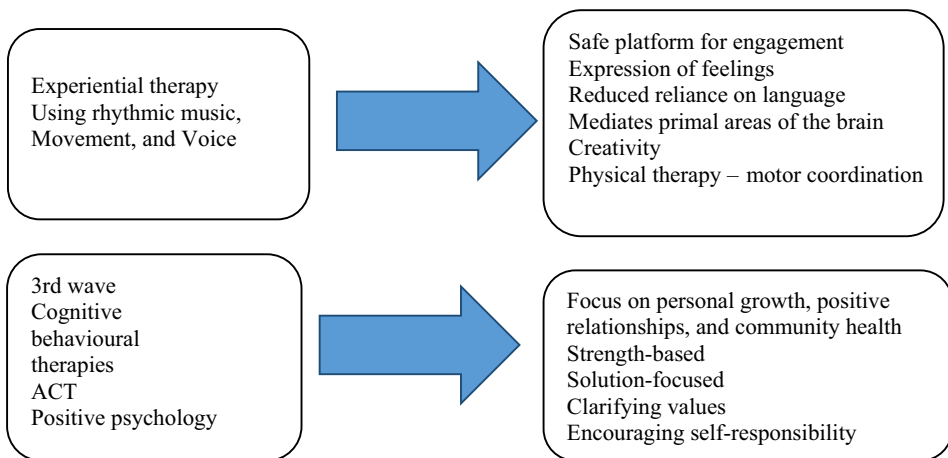 Experiential therapy
Using rhythmic music,
Movement, and Voice
Safe platform for engagement
Expression of feelings
Reduced reliance on language
Mediates primal areas of the brain
Creativity
Physical therapy – motor coordination
3rd wave
Cognitive
behavioural
therapies
ACT
Positive psychology
Focus on personal growth, positive
relationships, and community health
Strength-based
Solution-focused
Clarifying values
Encouraging self-responsibility